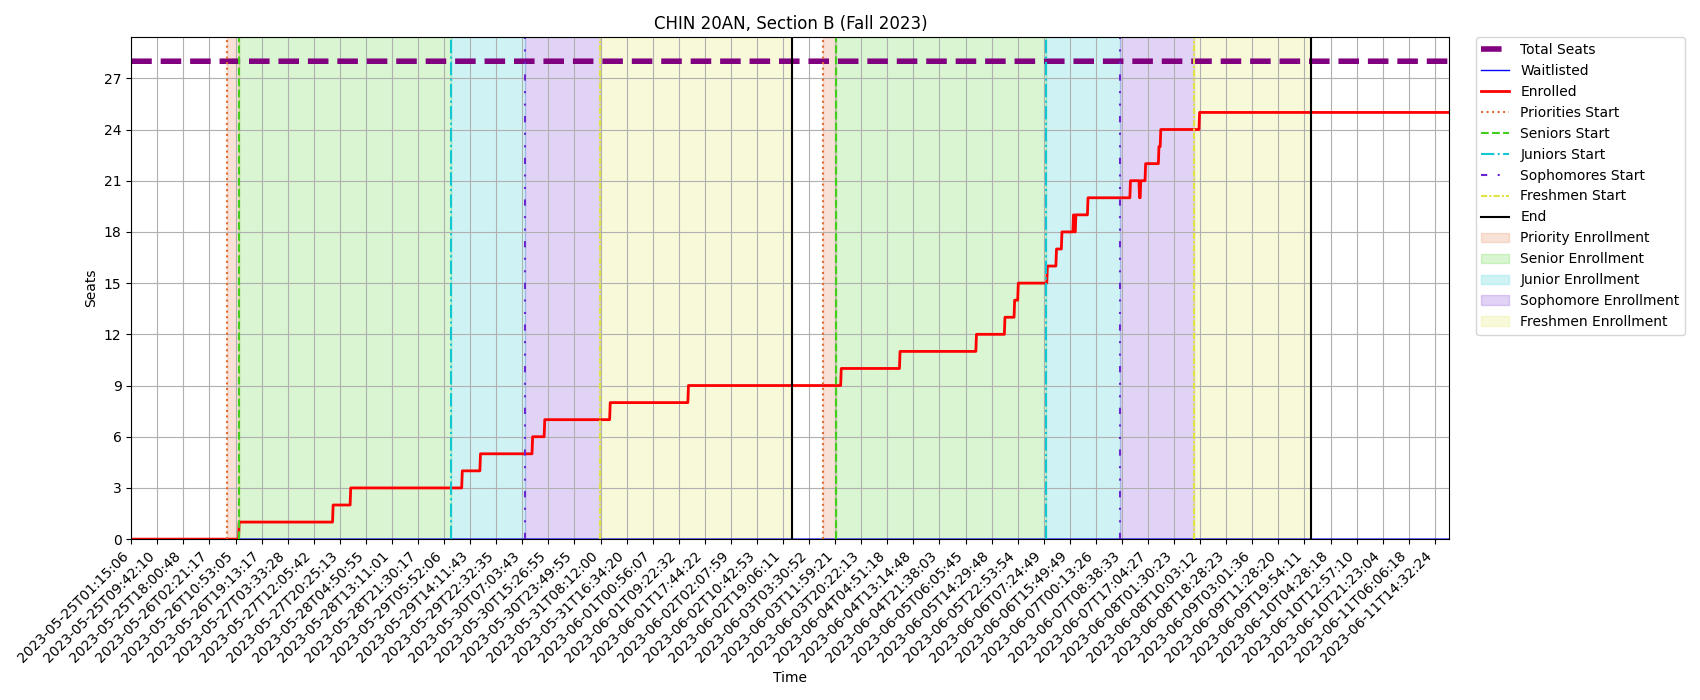 CHIN 20AN, Section B (Fall 2023)
Total Seats
Waitlisted
Enrolled
Priorities Start
Seniors Start
Juniors Start
Sophomores Start
Freshmen Start
End
Priority Enrollment
Senior Enrollment
Junior Enrollment
Sophomore Enrollment
Freshmen Enrollment
Seats
27
24
21
18
15
12
9
6
3
0
2023-05-25T01:15:06
2023-05-25T09:42:10
2023-05-25T18:00:48
2023-05-26T02:21:17
2023-05-26T10:53:05
2023-05-26T19:13:17
2023-05-27T03:33:28
2023-05-27T12:05:42
2023-05-27T20:25:13
2023-05-28T04:50:55
2023-05-28T13:11:01
2023-05-28T21:30:17
2023-05-29T05:52:06
2023-05-29T14:11:43
2023-05-29T22:32:35
2023-05-30T07:03:43
2023-05-30T15:26:55
2023-05-30T23:49:55
2023-05-31T08:12:00
2023-05-31T16:34:20
2023-06-01T00:56:07
2023-06-01T09:22:32
2023-06-01T17:44:22
2023-06-02T02:07:59
2023-06-02T10:42:53
2023-06-02T19:06:11
2023-06-03T03:30:52
2023-06-03T11:59:21
2023-06-03T20:22:13
2023-06-04T04:51:18
2023-06-04T13:14:48
2023-06-04T21:38:03
2023-06-05T06:05:45
2023-06-05T14:29:48
2023-06-05T22:53:54
2023-06-06T07:24:49
2023-06-06T15:49:49
2023-06-07T00:13:26
2023-06-07T08:38:33
2023-06-07T17:04:27
2023-06-08T01:30:23
2023-06-08T10:03:12
2023-06-08T18:28:23
2023-06-09T03:01:36
2023-06-09T11:28:20
2023-06-09T19:54:11
2023-06-10T04:28:18
2023-06-10T12:57:10
2023-06-10T21:23:04
2023-06-11T06:06:18
2023-06-11T14:32:24
Time